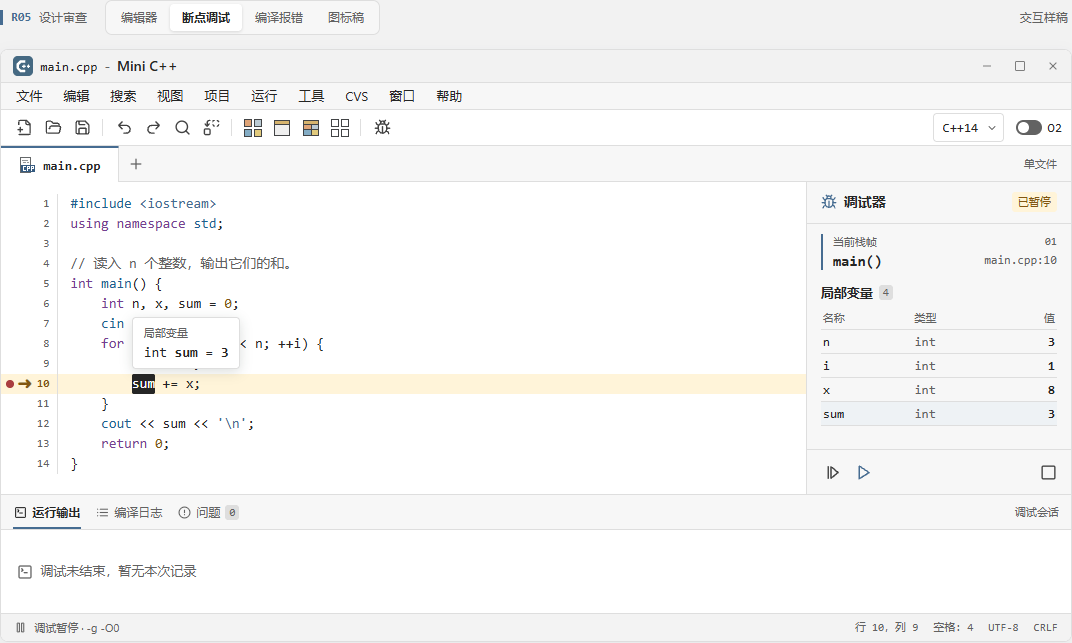 R05 设计审查 编辑器 断点调试 编译报错 图标稿 交互样稿
main.cpp - Mini C++
文件 编辑 搜索 视图 项目 运行 工具 CVS 窗口 帮助
C++14 O2
main.cpp 单文件
1 #include <iostream>
2 using namespace std;
3
4 // 读入 n 个整数，输出它们的和。
5 int main() {
6 int n, x, sum = 0;
7 cin
8 for < n; ++i) {
9
局部变量
int sum = 3
10 sum += x;
11 }
12 cout << sum << '\n';
13 return 0;
14 }
调试器 已暂停
当前栈帧 01
main() main.cpp:10
局部变量 4
名称 类型 值
n int 3
i int 1
x int 8
sum int 3
运行输出 编译日志 问题 0 调试会话
调试未结束，暂无本次记录
调试暂停 · -g -O0 行 10, 列 9 空格: 4 UTF-8 CRLF